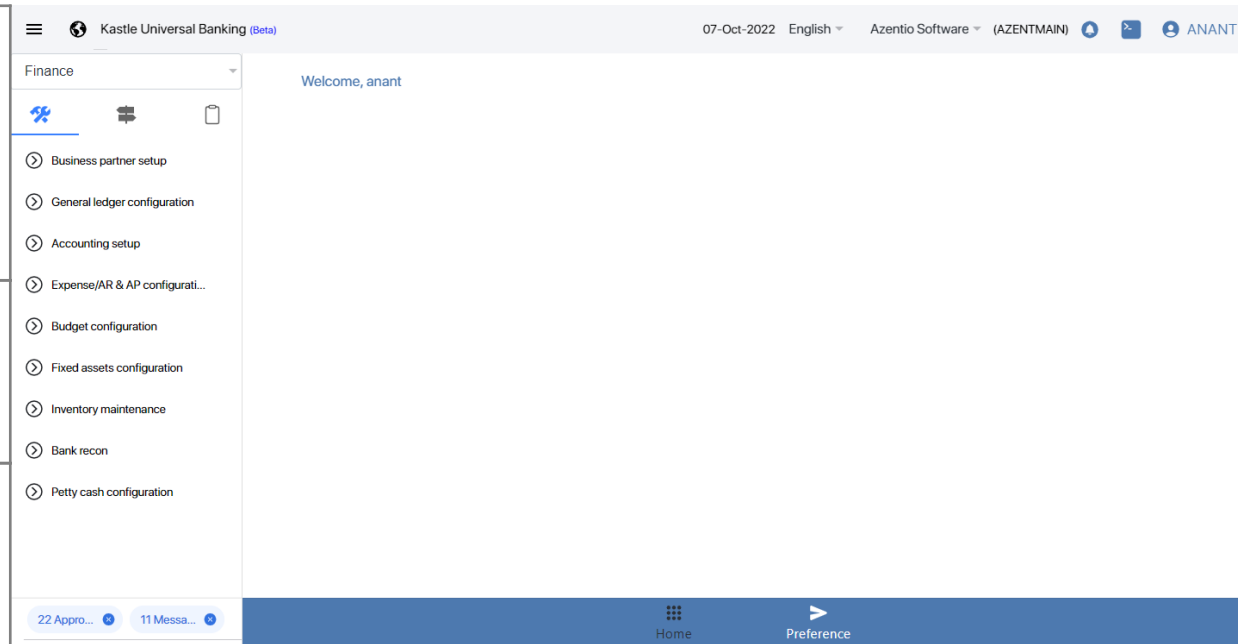 Kastle Universal Banking (Beta)
07-Oct-2022 English Azentio Software (AZENTMAIN) ANANT
Finance
Welcome, anant
Business partner setup
General ledger configuration
Accounting setup
Expense/AR & AP configurati...
Budget configuration
Fixed assets configuration
Inventory maintenance
Bank recon
Petty cash configuration
22 Appro... 11 Messa...
Home Preference